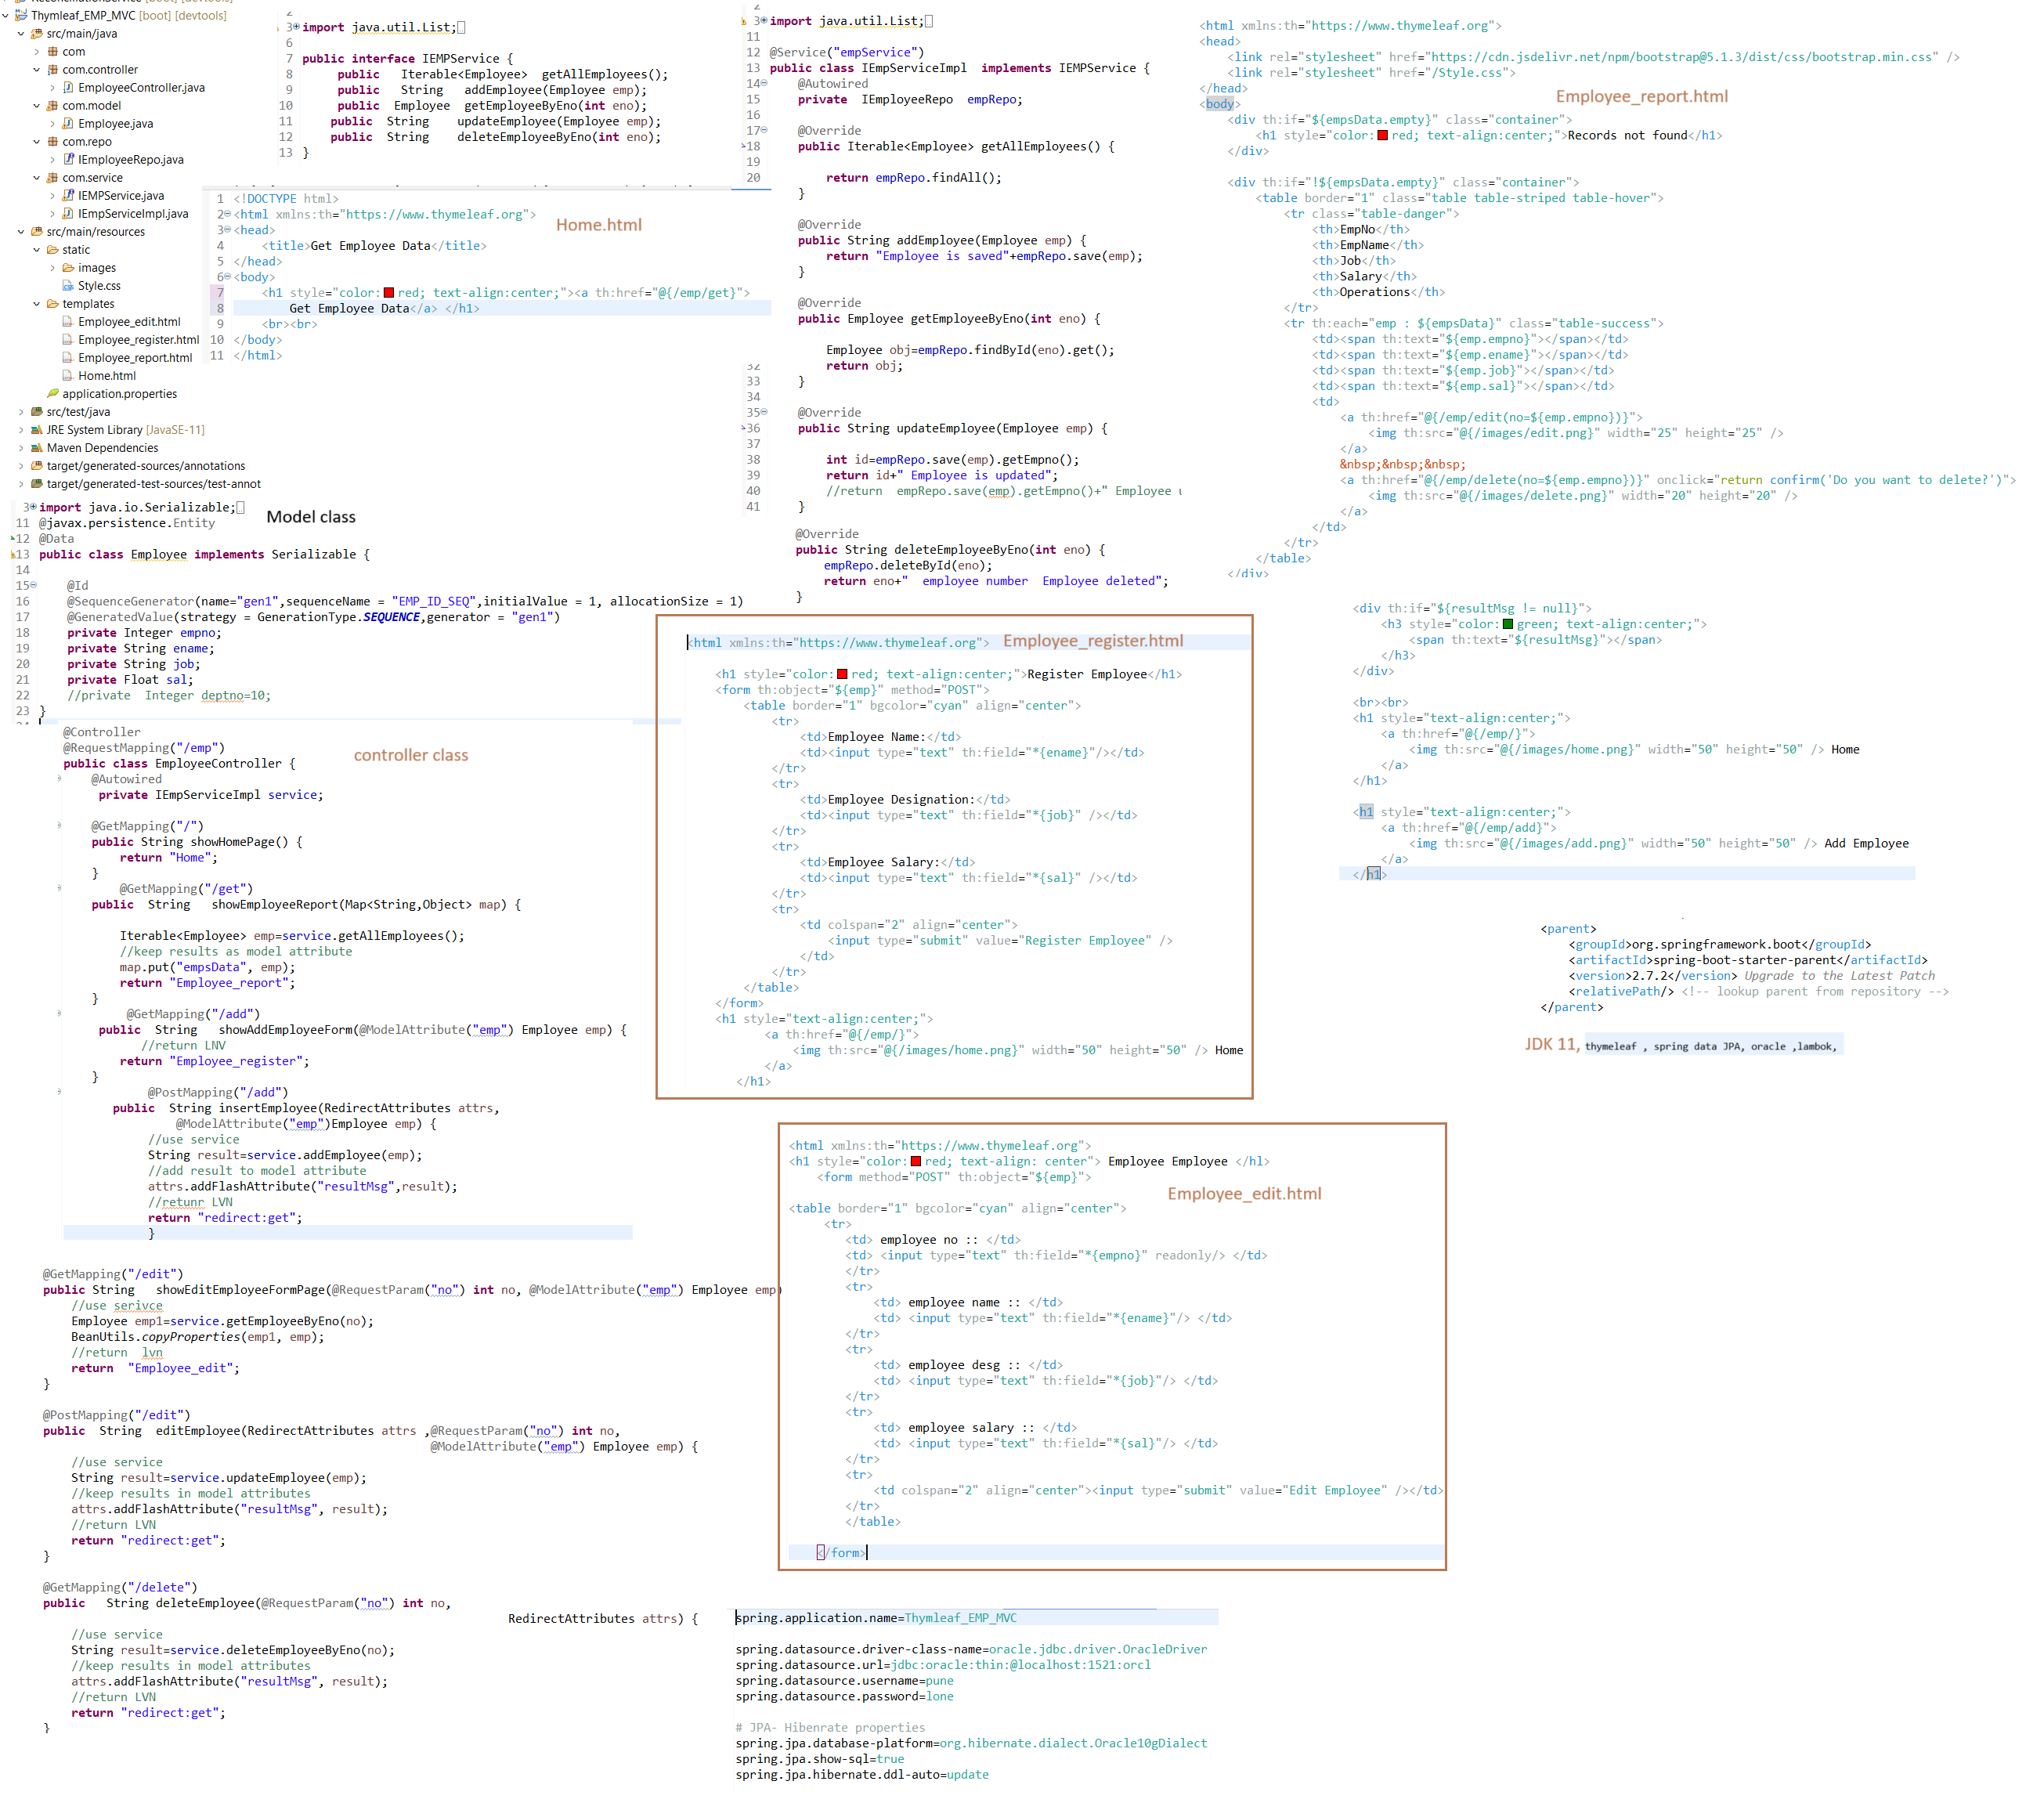 Thymleaf_EMP_MVC [boot] [devtools]
src/main/java
com
com.controller
EmployeeController.java
com.model
Employee.java
com.repo
IEmployeeRepo.java
com.service
IEMPService.java
IEmpServiceImpl.java
src/main/resources
static
images
Style.css
templates
Employee_edit.html
Employee_register.html
Employee_report.html
Home.html
application.properties
src/test/java
JRE System Library [JavaSE-11]
Maven Dependencies
target/generated-sources/annotations
target/generated-test-sources/test-annot
2
3 import java.util.List;
6
7 public interface IEMPService {
8 public Iterable<Employee> getAllEmployees();
9 public String addEmployee(Employee emp);
10 public Employee getEmployeeByEno(int eno);
11 public String updateEmployee(Employee emp);
12 public String deleteEmployeeByEno(int eno);
13 }
Home.html
1 <!DOCTYPE html>
2 <html xmlns:th="https://www.thymeleaf.org">
3 <head>
4 <title>Get Employee Data</title>
5 </head>
6 <body>
7 <h1 style="color: red; text-align:center;"><a th:href="@{/emp/get}">
8 Get Employee Data</a> </h1>
9 <br><br>
10 </body>
11 </html>
2
3 import java.util.List;
11
12 @Service("empService")
13 public class IEmpServiceImpl implements IEMPService {
14 @Autowired
15 private IEmployeeRepo empRepo;
16
17 @Override
18 public Iterable<Employee> getAllEmployees() {
19
20 return empRepo.findAll();
}
@Override
public String addEmployee(Employee emp) {
return "Employee is saved"+empRepo.save(emp);
}
@Override
public Employee getEmployeeByEno(int eno) {
Employee obj=empRepo.findById(eno).get();
32 return obj;
33 }
34
35 @Override
36 public String updateEmployee(Employee emp) {
37
38 int id=empRepo.save(emp).getEmpno();
39 return id+" Employee is updated";
40 //return empRepo.save(emp).getEmpno()+" Employee u
41 }
@Override
public String deleteEmployeeByEno(int eno) {
empRepo.deleteById(eno);
return eno+" employee number Employee deleted";
}
<html xmlns:th="https://www.thymeleaf.org">
<head>
<link rel="stylesheet" href="https://cdn.jsdelivr.net/npm/bootstrap@5.1.3/dist/css/bootstrap.min.css" />
<link rel="stylesheet" href="/Style.css">
</head>
Employee_report.html
<body>
<div th:if="${empsData.empty}" class="container">
<h1 style="color: red; text-align:center;">Records not found</h1>
</div>
<div th:if="!${empsData.empty}" class="container">
<table border="1" class="table table-striped table-hover">
<tr class="table-danger">
<th>EmpNo</th>
<th>EmpName</th>
<th>Job</th>
<th>Salary</th>
<th>Operations</th>
</tr>
<tr th:each="emp : ${empsData}" class="table-success">
<td><span th:text="${emp.empno}"></span></td>
<td><span th:text="${emp.ename}"></span></td>
<td><span th:text="${emp.job}"></span></td>
<td><span th:text="${emp.sal}"></span></td>
<td>
<a th:href="@{/emp/edit(no=${emp.empno})}">
<img th:src="@{/images/edit.png}" width="25" height="25" />
</a>
&nbsp;&nbsp;&nbsp;
<a th:href="@{/emp/delete(no=${emp.empno})}" onclick="return confirm('Do you want to delete?')">
<img th:src="@{/images/delete.png}" width="20" height="20" />
</a>
</td>
</tr>
</table>
</div>
<div th:if="${resultMsg != null}">
<h3 style="color: green; text-align:center;">
<span th:text="${resultMsg}"></span>
</h3>
</div>
<br><br>
<h1 style="text-align:center;">
<a th:href="@{/emp/}">
<img th:src="@{/images/home.png}" width="50" height="50" /> Home
</a>
</h1>
<h1 style="text-align:center;">
<a th:href="@{/emp/add}">
<img th:src="@{/images/add.png}" width="50" height="50" /> Add Employee
</a>
</h1>
<parent>
<groupId>org.springframework.boot</groupId>
<artifactId>spring-boot-starter-parent</artifactId>
<version>2.7.2</version> Upgrade to the Latest Patch
<relativePath/> <!-- lookup parent from repository -->
</parent>
JDK 11, thymeleaf , spring data JPA, oracle ,lambok,
Model class
3 import java.io.Serializable;
11 @javax.persistence.Entity
12 @Data
13 public class Employee implements Serializable {
14
15 @Id
16 @SequenceGenerator(name="gen1",sequenceName = "EMP_ID_SEQ",initialValue = 1, allocationSize = 1)
17 @GeneratedValue(strategy = GenerationType.SEQUENCE,generator = "gen1")
18 private Integer empno;
19 private String ename;
20 private String job;
21 private Float sal;
22 //private Integer deptno=10;
23 }
controller class
@Controller
@RequestMapping("/emp")
public class EmployeeController {
@Autowired
private IEmpServiceImpl service;
@GetMapping("/")
public String showHomePage() {
return "Home";
}
@GetMapping("/get")
public String showEmployeeReport(Map<String,Object> map) {
Iterable<Employee> emp=service.getAllEmployees();
//keep results as model attribute
map.put("empsData", emp);
return "Employee_report";
}
@GetMapping("/add")
public String showAddEmployeeForm(@ModelAttribute("emp") Employee emp) {
//return LNV
return "Employee_register";
}
@PostMapping("/add")
public String insertEmployee(RedirectAttributes attrs,
@ModelAttribute("emp")Employee emp) {
//use service
String result=service.addEmployee(emp);
//add result to model attribute
attrs.addFlashAttribute("resultMsg",result);
//retunr LVN
return "redirect:get";
}
@GetMapping("/edit")
public String showEditEmployeeFormPage(@RequestParam("no") int no, @ModelAttribute("emp") Employee emp)
//use serivce
Employee emp1=service.getEmployeeByEno(no);
BeanUtils.copyProperties(emp1, emp);
//return lvn
return "Employee_edit";
}
@PostMapping("/edit")
public String editEmployee(RedirectAttributes attrs ,@RequestParam("no") int no,
@ModelAttribute("emp") Employee emp) {
//use service
String result=service.updateEmployee(emp);
//keep results in model attributes
attrs.addFlashAttribute("resultMsg", result);
//return LVN
return "redirect:get";
}
@GetMapping("/delete")
public String deleteEmployee(@RequestParam("no") int no,
RedirectAttributes attrs) {
//use service
String result=service.deleteEmployeeByEno(no);
//keep results in model attributes
attrs.addFlashAttribute("resultMsg", result);
//return LVN
return "redirect:get";
}
<html xmlns:th="https://www.thymeleaf.org"> Employee_register.html
<h1 style="color: red; text-align:center;">Register Employee</h1>
<form th:object="${emp}" method="POST">
<table border="1" bgcolor="cyan" align="center">
<tr>
<td>Employee Name:</td>
<td><input type="text" th:field="*{ename}"/></td>
</tr>
<tr>
<td>Employee Designation:</td>
<td><input type="text" th:field="*{job}" /></td>
</tr>
<tr>
<td>Employee Salary:</td>
<td><input type="text" th:field="*{sal}" /></td>
</tr>
<tr>
<td colspan="2" align="center">
<input type="submit" value="Register Employee" />
</td>
</tr>
</table>
</form>
<h1 style="text-align:center;">
<a th:href="@{/emp/}">
<img th:src="@{/images/home.png}" width="50" height="50" /> Home
</a>
</h1>
<html xmlns:th="https://www.thymeleaf.org">
<h1 style="color: red; text-align: center"> Employee Employee </hl>
<form method="POST" th:object="${emp}">
Employee_edit.html
<table border="1" bgcolor="cyan" align="center">
<tr>
<td> employee no :: </td>
<td> <input type="text" th:field="*{empno}" readonly/> </td>
</tr>
<tr>
<td> employee name :: </td>
<td> <input type="text" th:field="*{ename}"/> </td>
</tr>
<tr>
<td> employee desg :: </td>
<td> <input type="text" th:field="*{job}"/> </td>
</tr>
<tr>
<td> employee salary :: </td>
<td> <input type="text" th:field="*{sal}"/> </td>
</tr>
<tr>
<td colspan="2" align="center"><input type="submit" value="Edit Employee" /></td>
</tr>
</table>
</form>
spring.application.name=Thymleaf_EMP_MVC
spring.datasource.driver-class-name=oracle.jdbc.driver.OracleDriver
spring.datasource.url=jdbc:oracle:thin:@localhost:1521:orcl
spring.datasource.username=pune
spring.datasource.password=lone
# JPA- Hibenrate properties
spring.jpa.database-platform=org.hibernate.dialect.Oracle10gDialect
spring.jpa.show-sql=true
spring.jpa.hibernate.ddl-auto=update